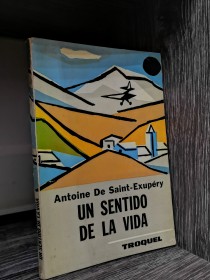 Antoine De Saint-Exupéry
UN SENTIDO
DE LA VIDA
TROQUEL